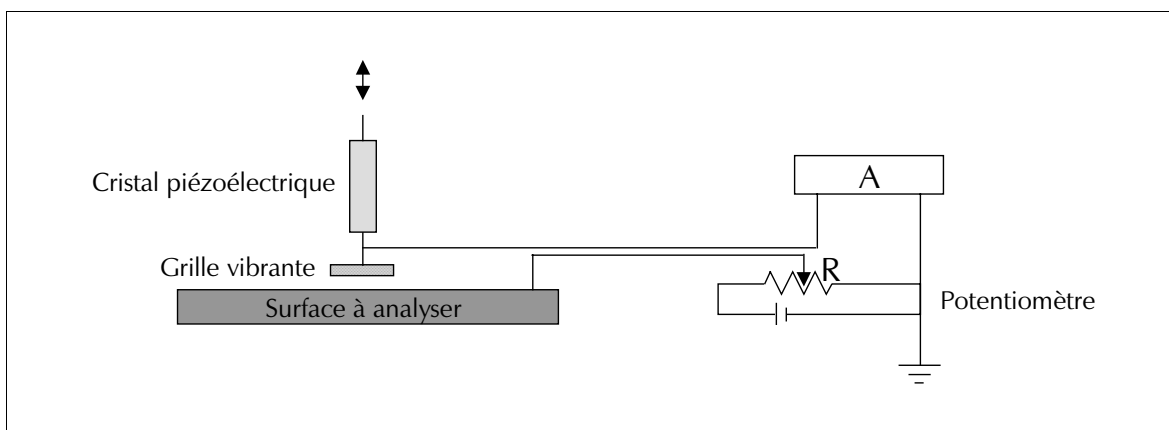 Cristal piézoélectrique
A
Grille vibrante
R
Surface à analyser
Potentiomètre